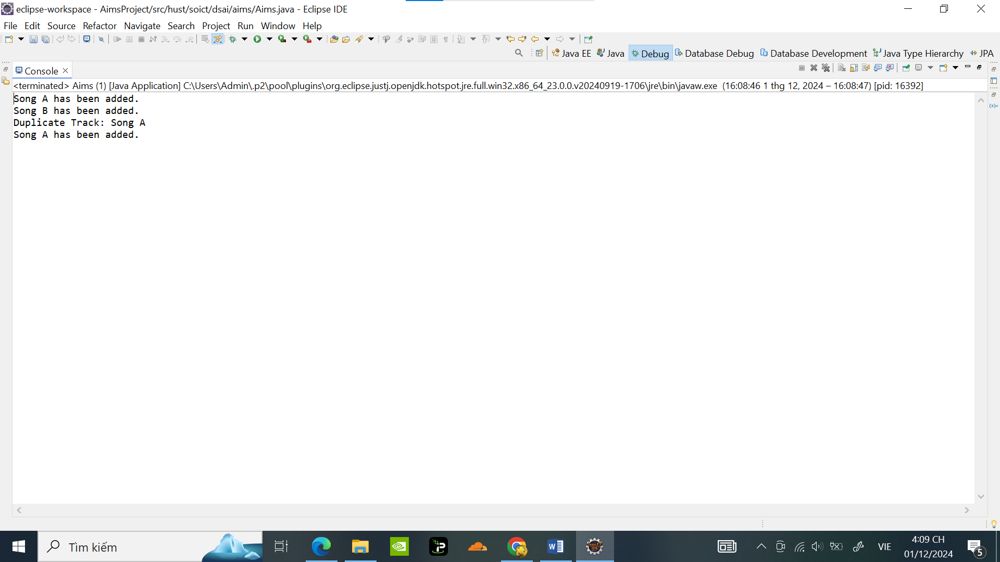 eclipse-workspace - AimsProject/src/hust/soict/dsai/aims/Aims.java - Eclipse IDE
File Edit Source Refactor Navigate Search Project Run Window Help
Java EE Java Debug Database Debug Database Development Java Type Hierarchy JPA
Console
<terminated> Aims (1) [Java Application] C:\Users\Admin\.p2\pool\plugins\org.eclipse.justj.openjdk.hotspot.jre.full.win32.x86_64_23.0.0.v20240919-1706\jre\bin\javaw.exe (16:08:46 1 thg 12, 2024 – 16:08:47) [pid: 16392]
Song A has been added.
Song B has been added.
Duplicate Track: Song A
Song A has been added.
Tìm kiếm
VIE
4:09 CH
01/12/2024
5